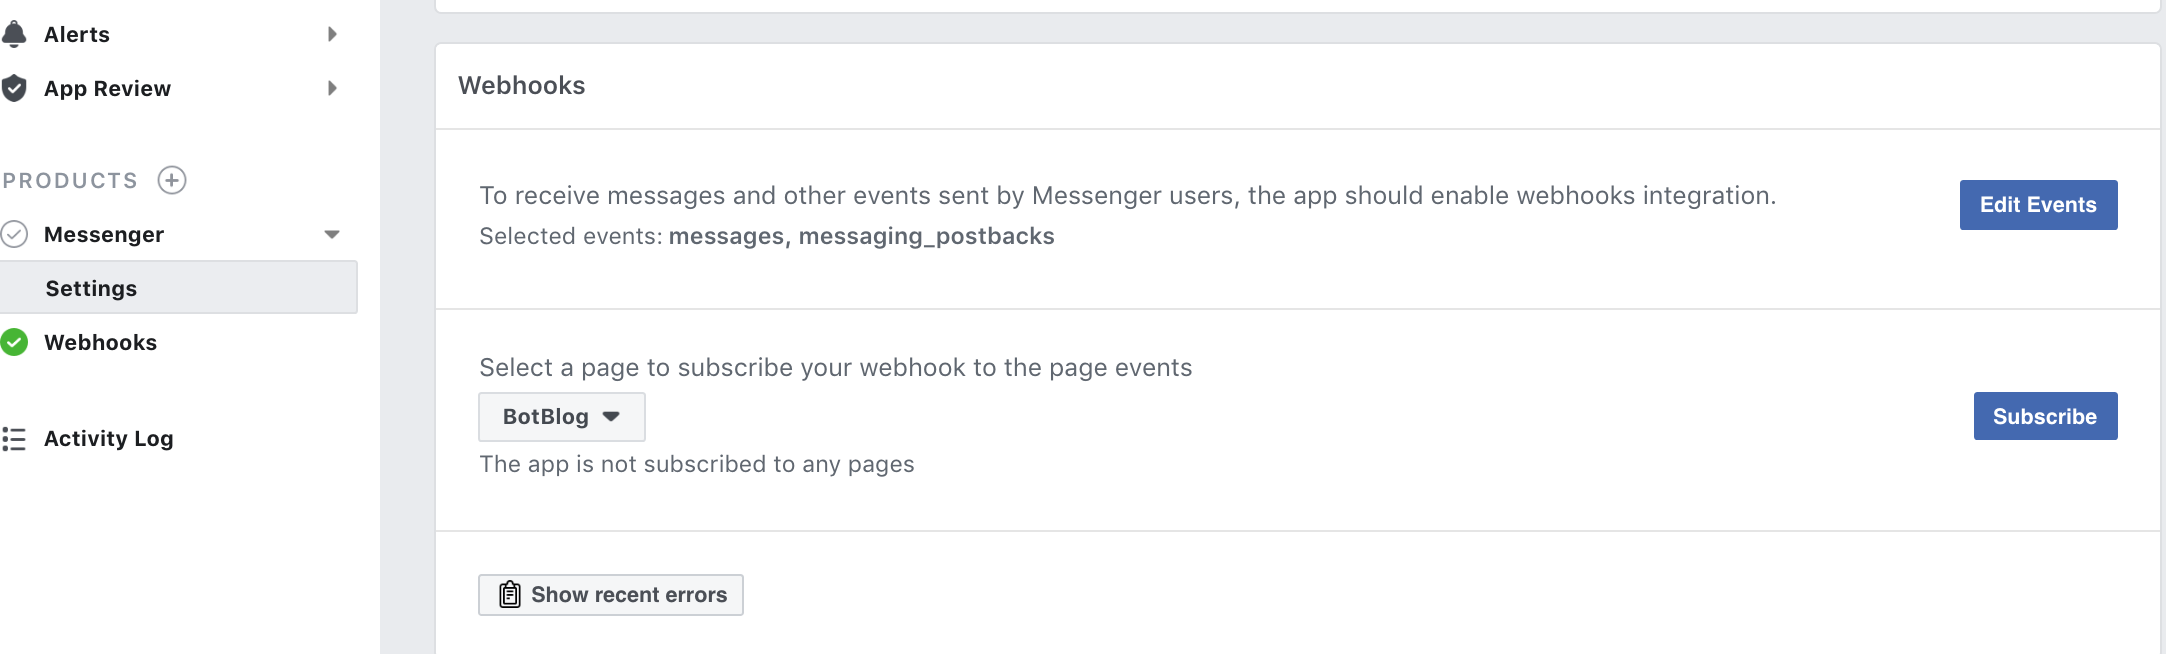 Alerts
App Review
PRODUCTS
Messenger
Settings
Webhooks
Activity Log
Webhooks
To receive messages and other events sent by Messenger users, the app should enable webhooks integration.
Selected events: messages, messaging_postbacks
Edit Events
Select a page to subscribe your webhook to the page events
BotBlog
Subscribe
The app is not subscribed to any pages
Show recent errors